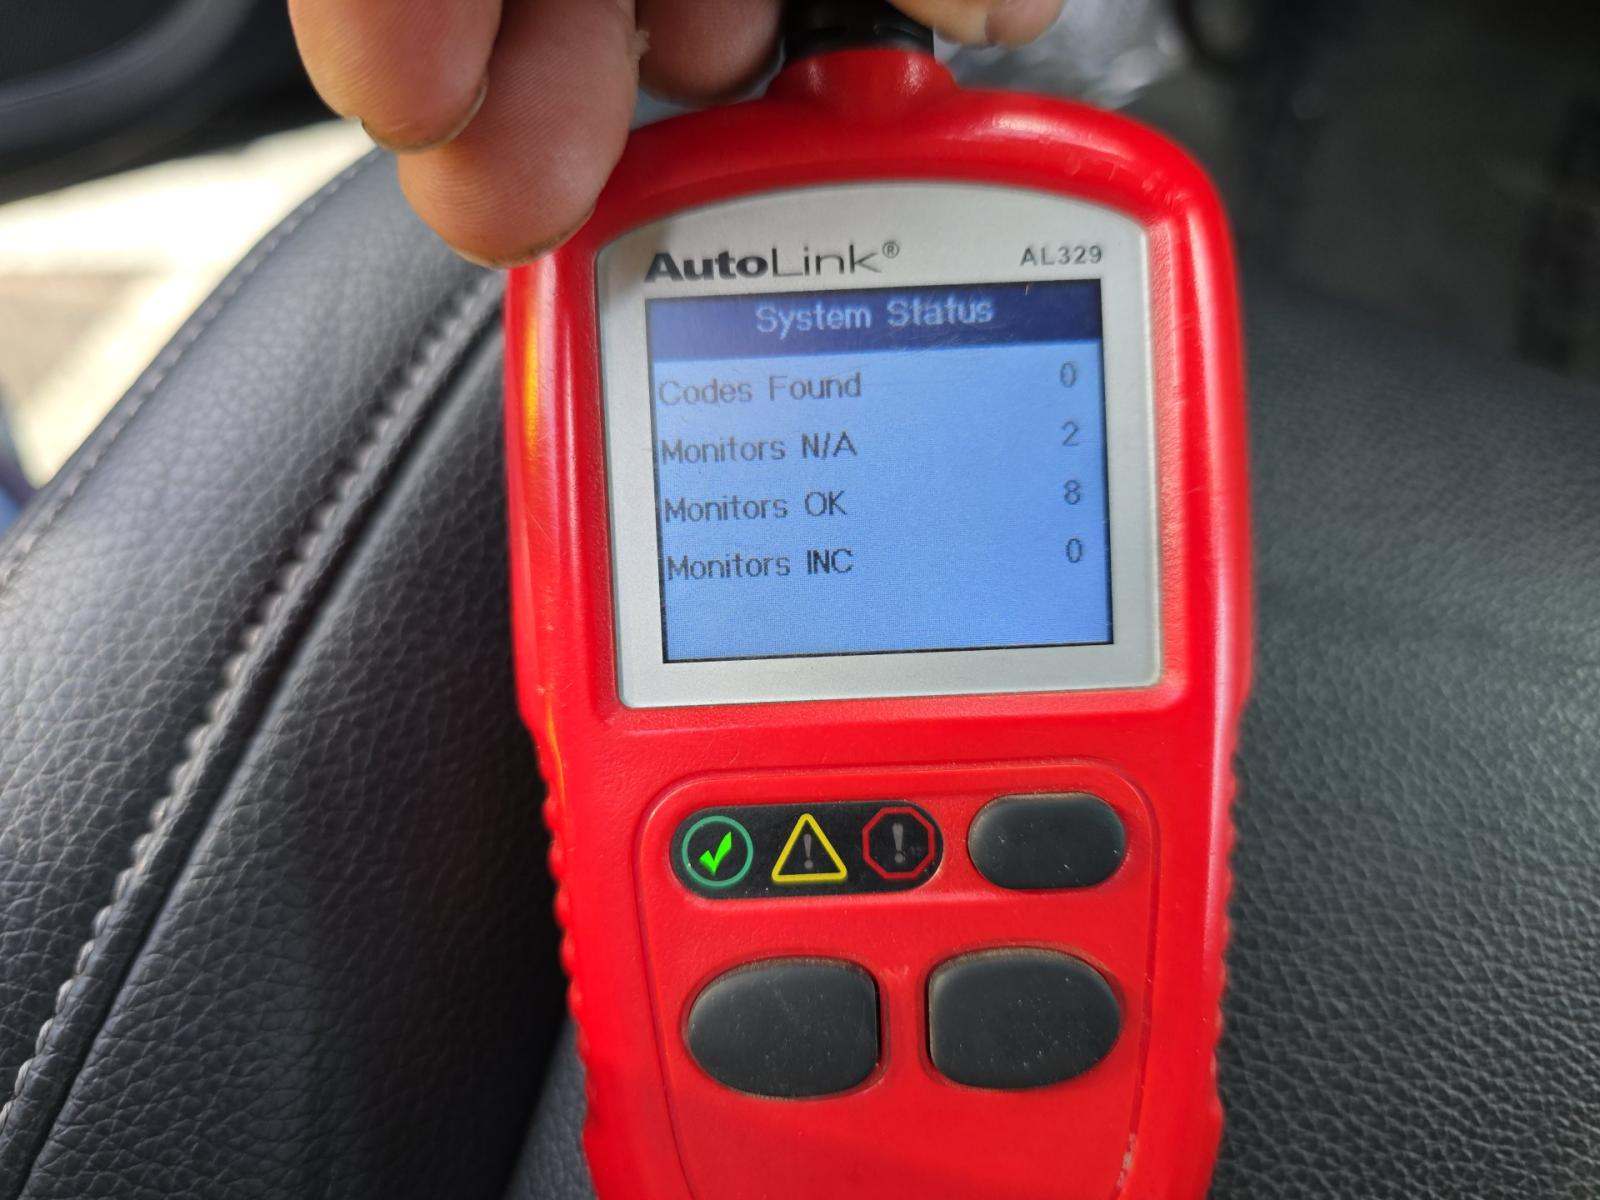 AutoLink® AL329
System Status
Codes Found 0
Monitors N/A 2
Monitors OK 8
Monitors INC 0